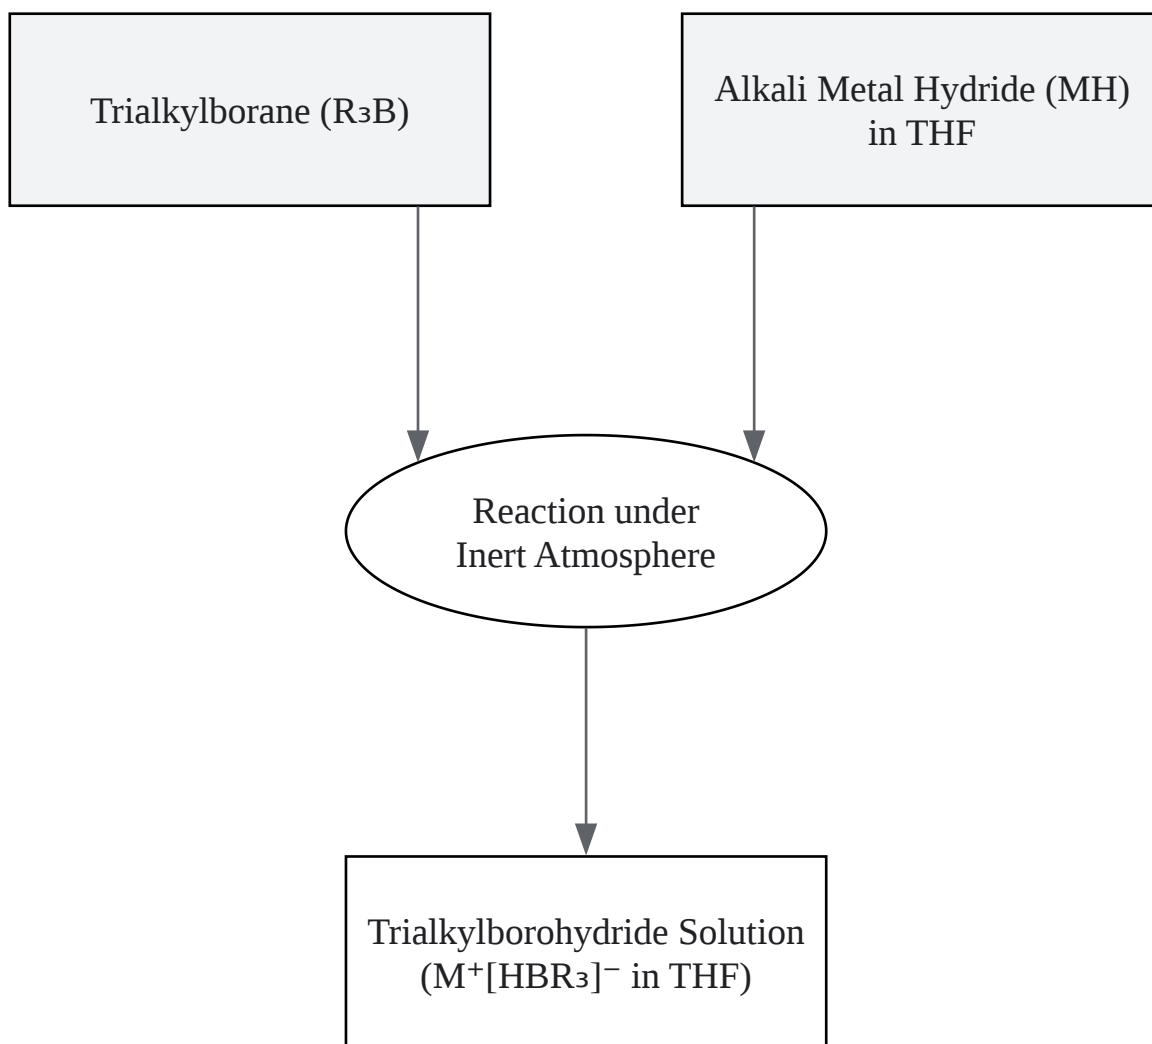 Trialkylborane (R₃B)
Alkali Metal Hydride (MH)
in THF
Reaction under
Inert Atmosphere
Trialkylborohydride Solution
(M⁺[HBR₃]⁻ in THF)